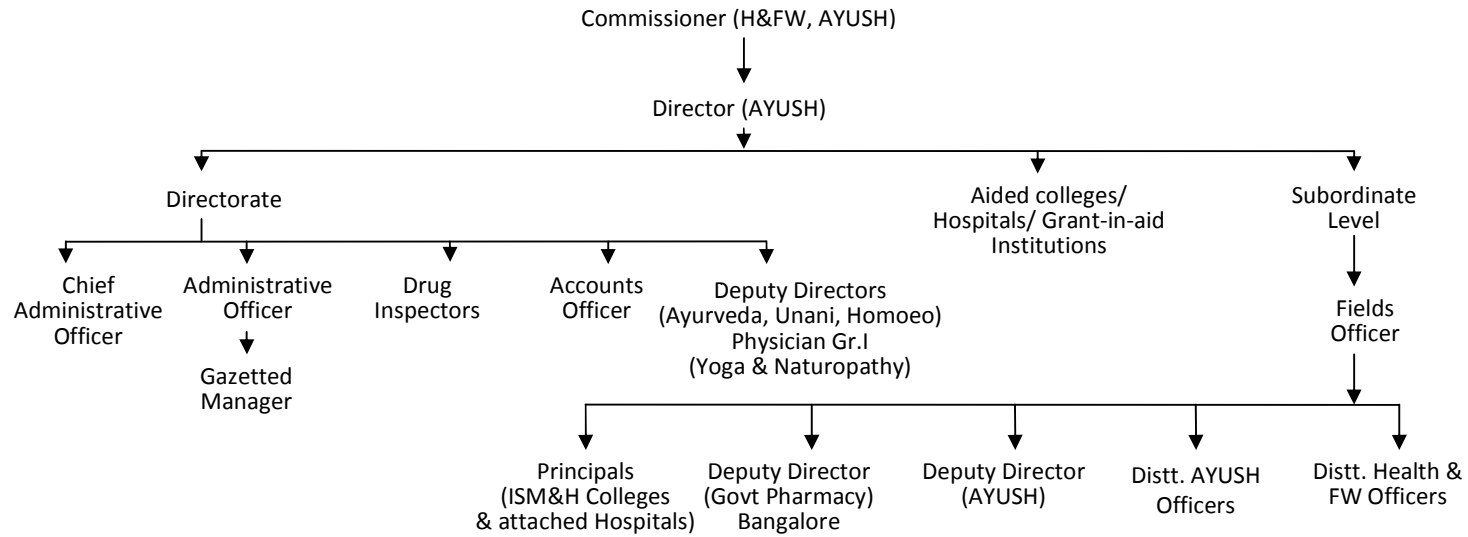 Commissioner (H&FW, AYUSH)
Director (AYUSH)
Directorate
Aided colleges/
Hospitals/ Grant-in-aid
Institutions
Subordinate
Level
Chief
Administrative
Officer
Administrative
Officer
Drug
Inspectors
Accounts
Officer
Deputy Directors
(Ayurveda, Unani, Homoeo)
Physician Gr.I
(Yoga & Naturopathy)
Fields
Officer
Gazetted
Manager
Principals
(ISM&H Colleges
& attached Hospitals)
Deputy Director
(Govt Pharmacy)
Bangalore
Deputy Director
(AYUSH)
Distt. AYUSH
Officers
Distt. Health &
FW Officers